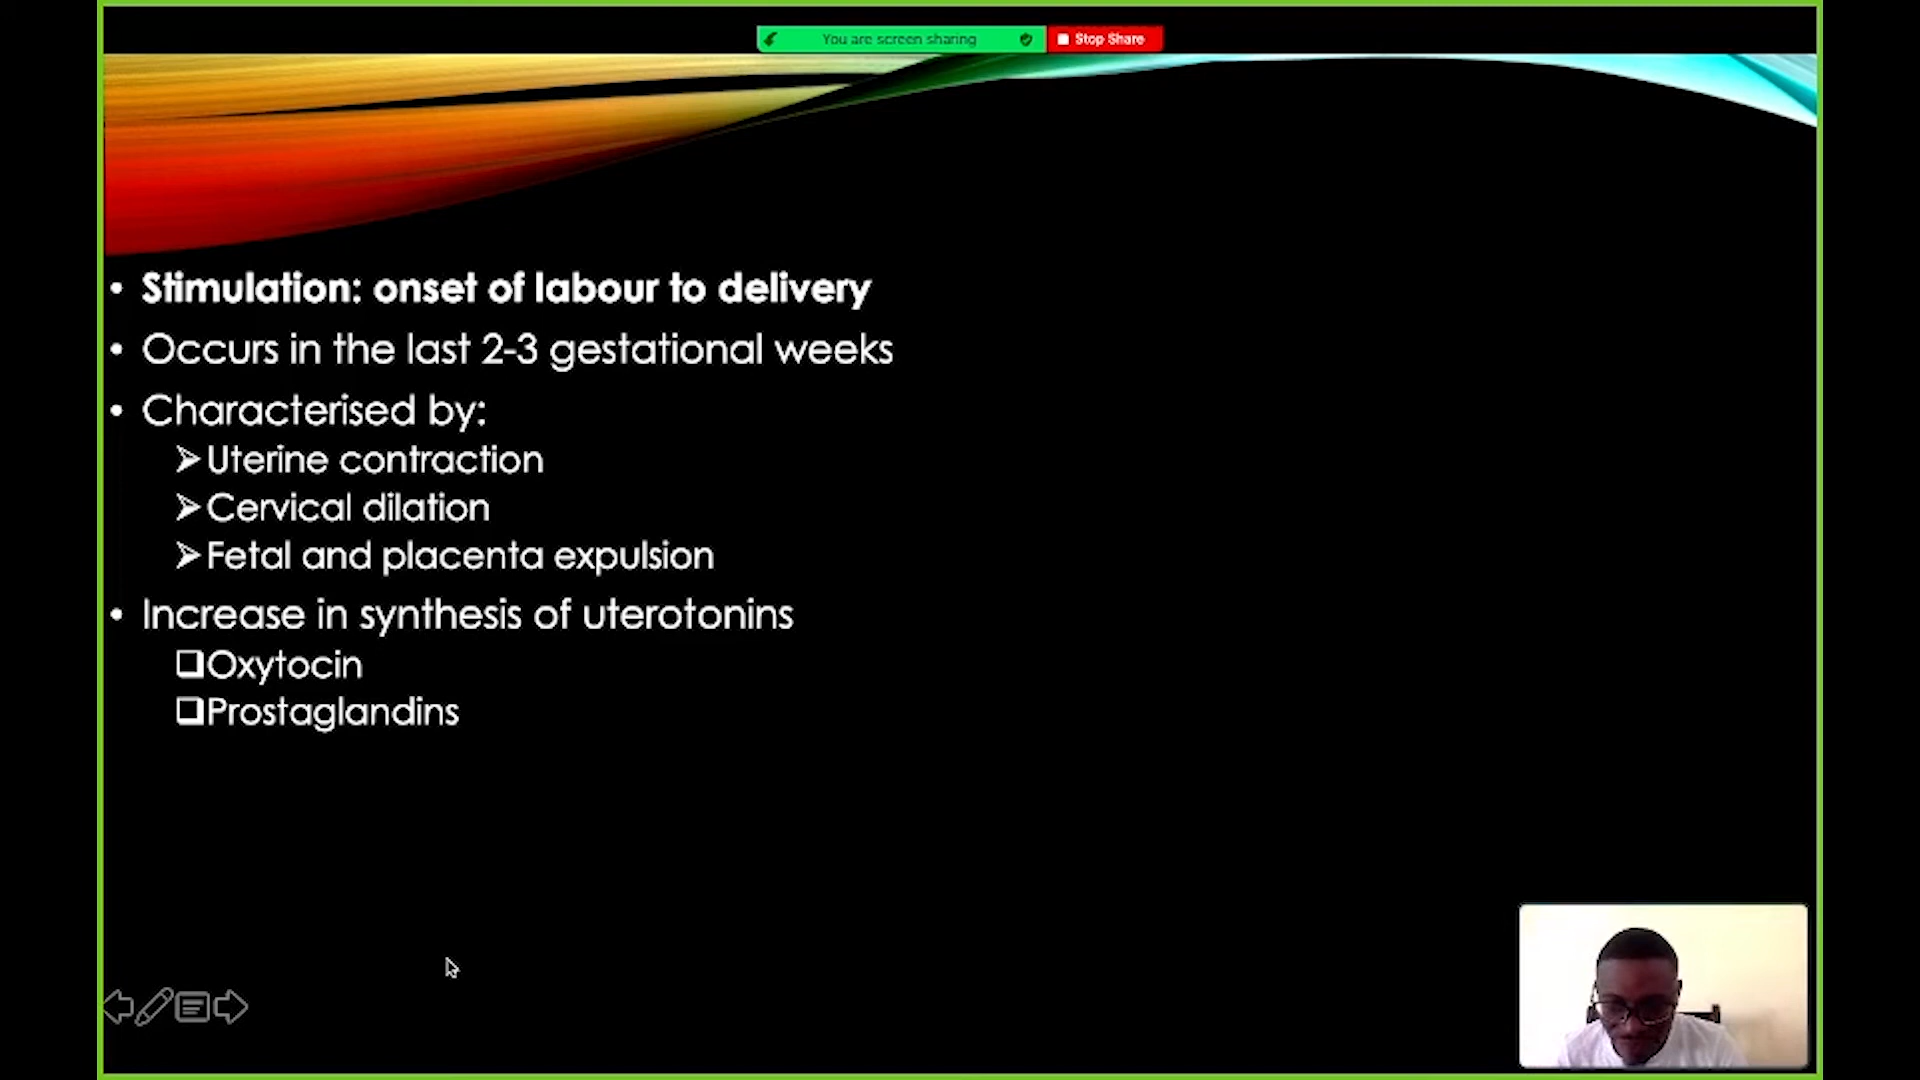 You are screen sharing
Stop Share
• Stimulation: onset of labour to delivery
• Occurs in the last 2-3 gestational weeks
• Characterised by:
➢Uterine contraction
➢Cervical dilation
➢Fetal and placenta expulsion
• Increase in synthesis of uterotonins
❑Oxytocin
❑Prostaglandins